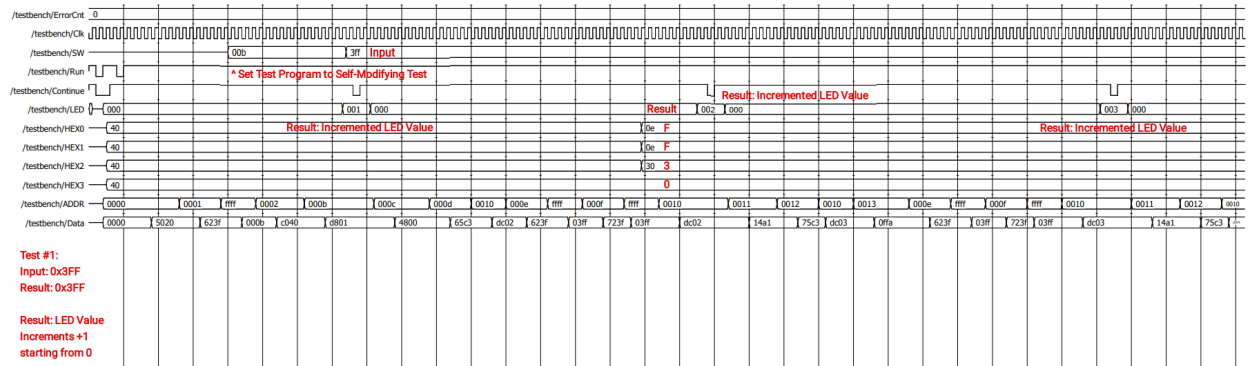 /testbench/ErrorCnt 0
/testbench/Clk
/testbench/SW 00b 3ff Input
/testbench/Run ^ Set Test Program to Self-Modifying Test
/testbench/Continue Result: Incremented LED Value
/testbench/LED 000 001 000 Result 002 000 003 000
/testbench/HEX0 40 Result: Incremented LED Value 0e F Result: Incremented LED Value
/testbench/HEX1 40 0e F
/testbench/HEX2 40 30 3
/testbench/HEX3 40 0
/testbench/ADDR 0000 0001 ffff 0002 000b 000c 000d 0010 000e ffff 000f ffff 0010 0011 0012 0010 0013 000e ffff 000f ffff 0010 0011 0012 0010
/testbench/Data 0000 5020 623f 000b c040 d801 4800 65c3 dc02 623f 03ff 723f 03ff dc02 14a1 75c3 dc03 0ffa 623f 03ff 723f 03ff dc03 14a1 75c3
Test #1:
Input: 0x3FF
Result: 0x3FF
Result: LED Value
Increments +1
starting from 0